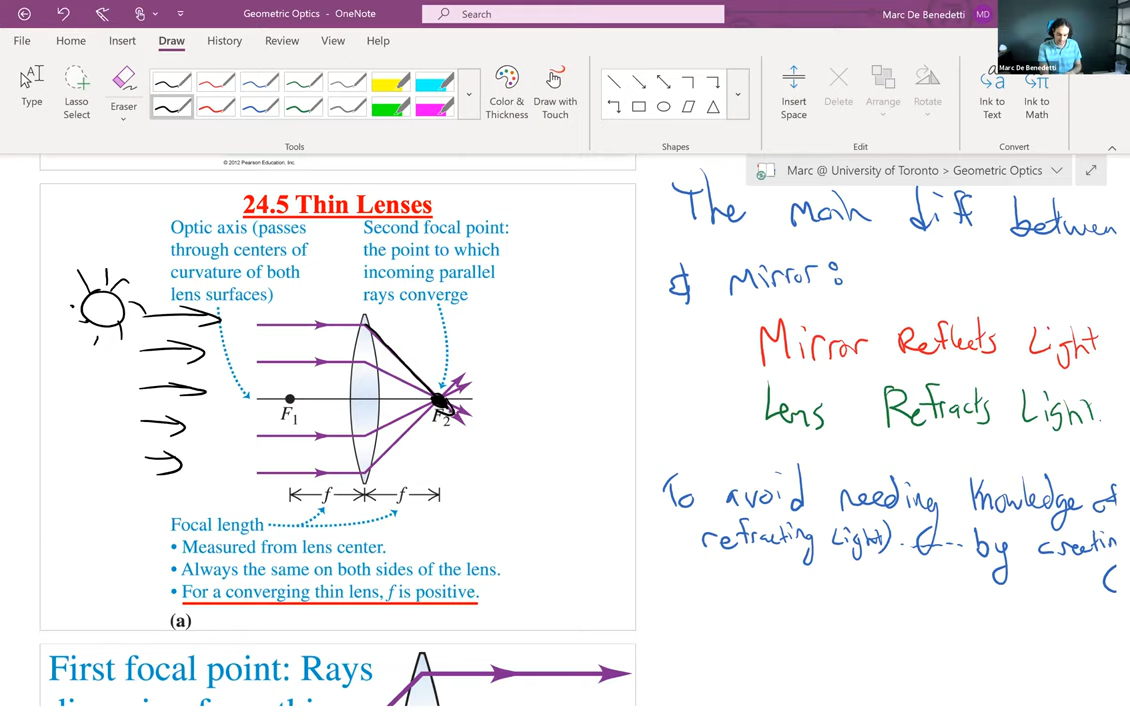 Geometric Optics - OneNote
Search
Marc De Benedetti
MD
Marc De Benedetti
File Home Insert Draw History Review View Help
Type
Lasso Select
Eraser
Color & Thickness
Draw with Touch
Insert Space
Delete
Arrange
Rotate
Ink to Text
Ink to Math
Tools
Shapes
Edit
Convert
Marc @ University of Toronto > Geometric Optics
© 2012 Pearson Education, Inc.
24.5 Thin Lenses
Optic axis (passes
through centers of
curvature of both
lens surfaces)
Second focal point:
the point to which
incoming parallel
rays converge
F1
F2
f f
Focal length
• Measured from lens center.
• Always the same on both sides of the lens.
• For a converging thin lens, f is positive.
(a)
First focal point: Rays
The main diff between
& Mirror:
Mirror Reflects Light
Lens Refracts Light.
To avoid needing Knowledge of
refracting Light). by creatin
(